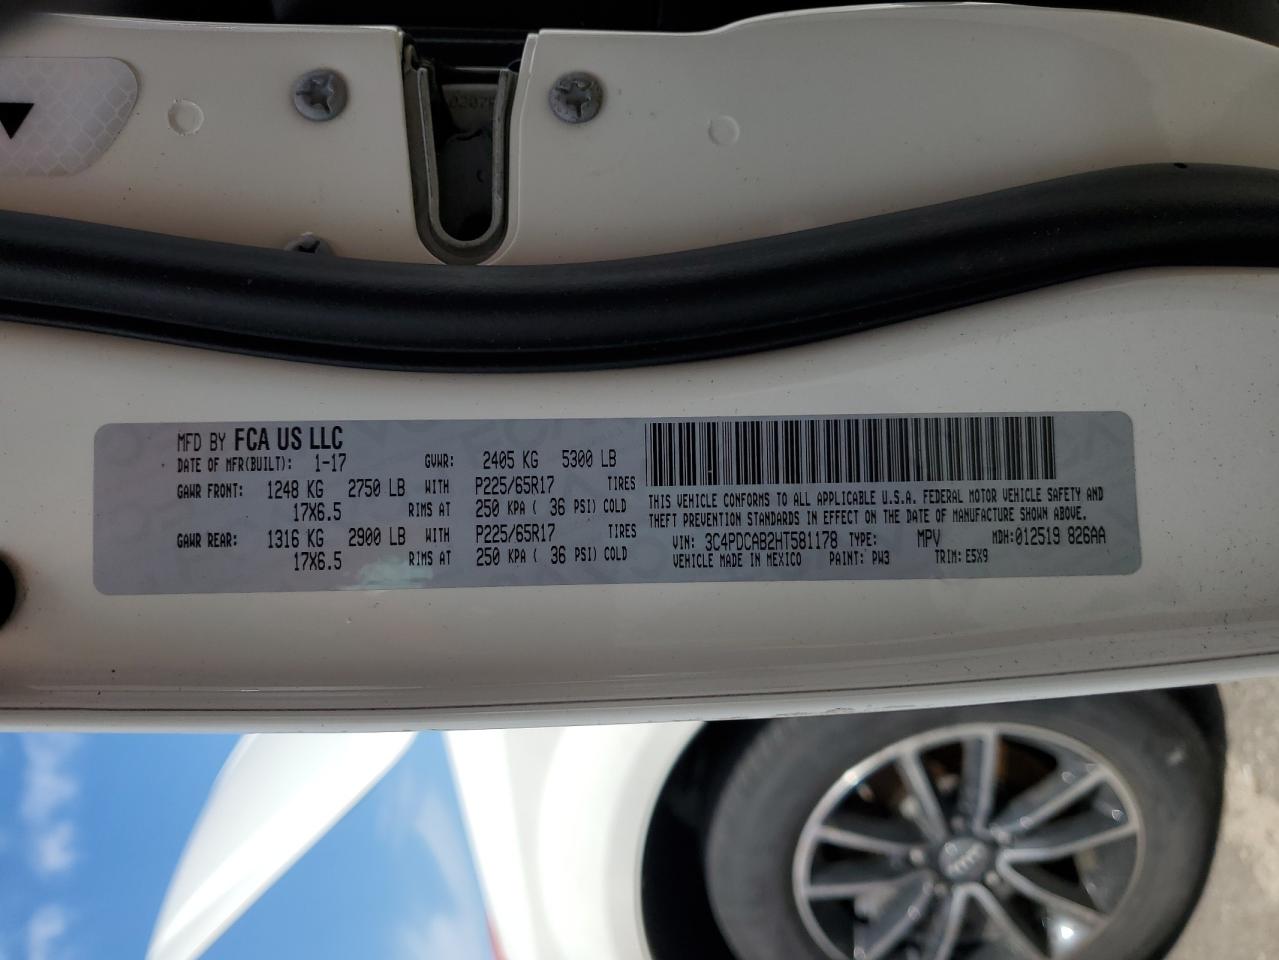 MFD BY FCA US LLC
DATE OF MFR(BUILT): 1-17 GVWR: 2405 KG 5300 LB
GAWR FRONT: 1248 KG 2750 LB WITH P225/65R17 TIRES
17X6.5 RIMS AT 250 KPA ( 36 PSI) COLD
GAWR REAR: 1316 KG 2900 LB WITH P225/65R17 TIRES
17X6.5 RIMS AT 250 KPA ( 36 PSI) COLD
THIS VEHICLE CONFORMS TO ALL APPLICABLE U.S.A. FEDERAL MOTOR VEHICLE SAFETY AND
THEFT PREVENTION STANDARDS IN EFFECT ON THE DATE OF MANUFACTURE SHOWN ABOVE.
VIN: 3C4PDCAB2HT581178 TYPE: MPV MDH:012519 826AA
VEHICLE MADE IN MEXICO PAINT: PW3 TRIM: E5X9